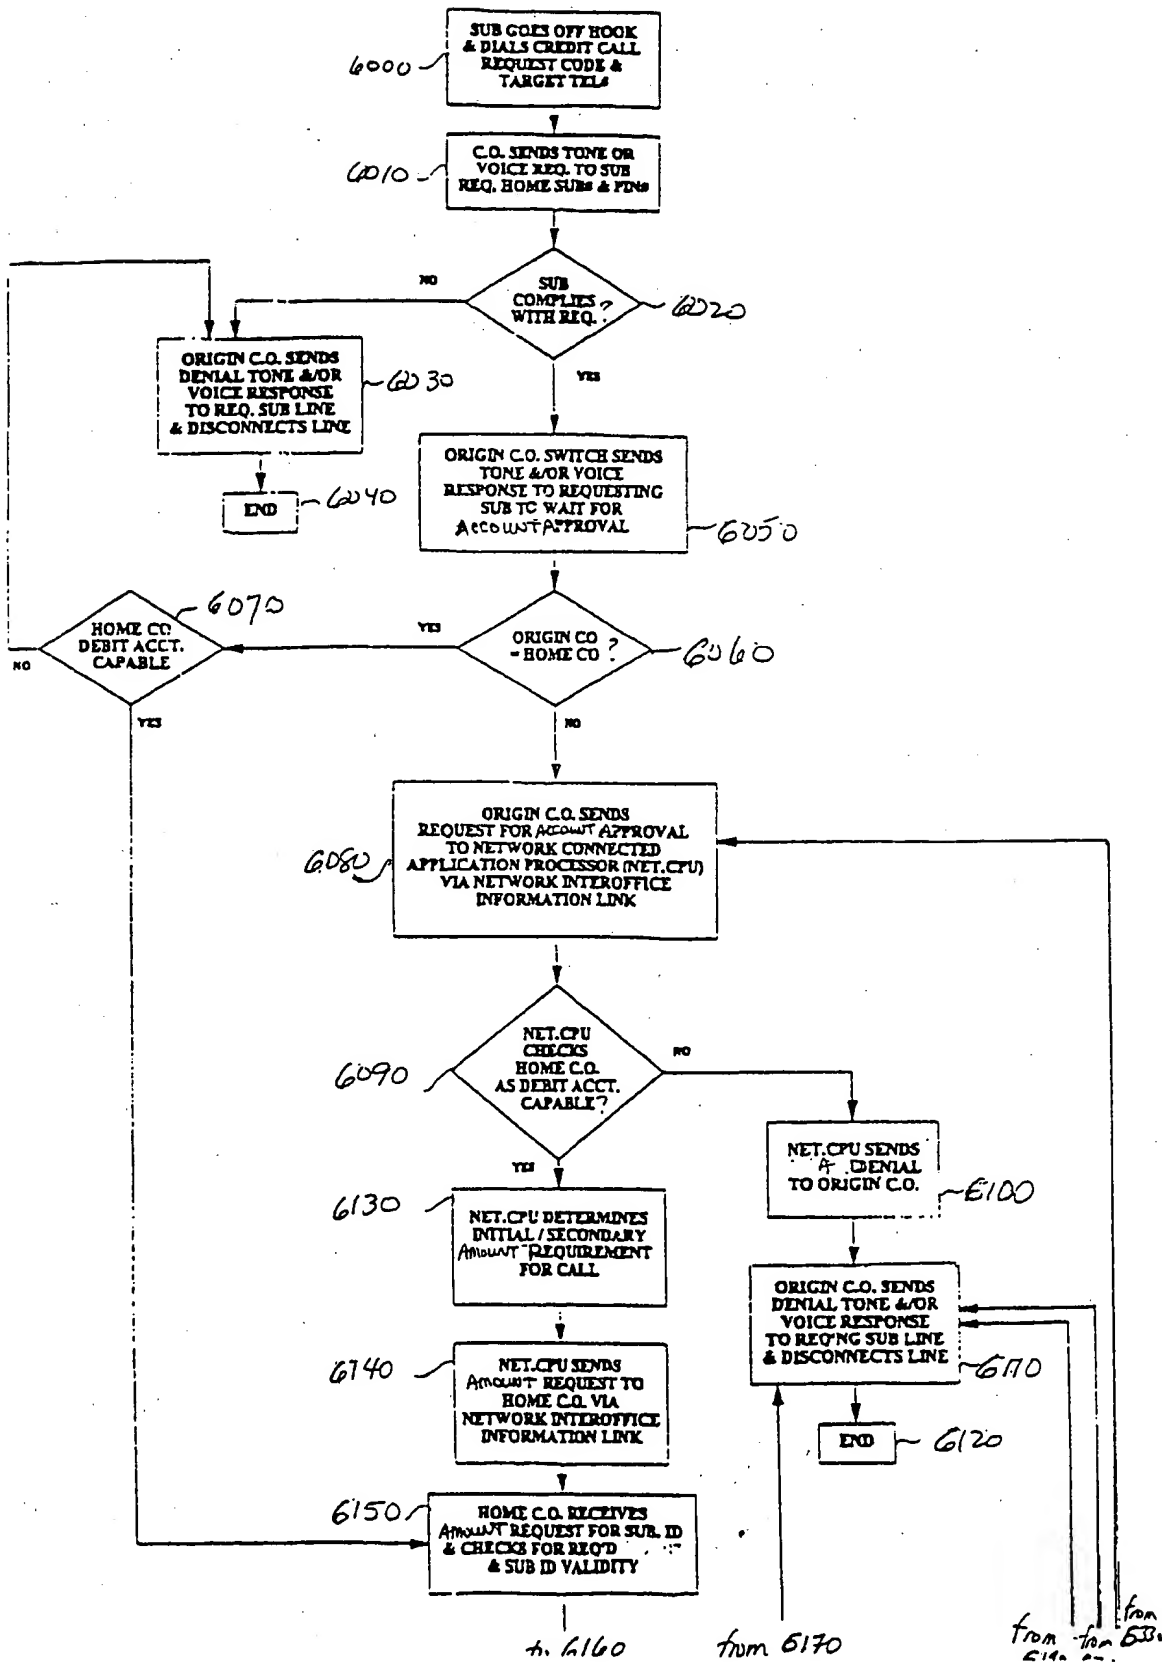 SUB GOES OFF HOOK
& DIALS CREDIT CALL
REQUEST CODE &
TARGET TEL#
6000
C.O. SENDS TONE OR
VOICE REQ. TO SUB
REQ. HOME SUB# & PIN#
6010
NO
SUB
COMPLIES
WITH REQ.?
6020
YES
ORIGIN C.O. SENDS
DENIAL TONE &/OR
VOICE RESPONSE
TO REQ. SUB LINE
& DISCONNECTS LINE
6030
END
6040
ORIGIN C.O. SWITCH SENDS
TONE &/OR VOICE
RESPONSE TO REQUESTING
SUB TO WAIT FOR
Account APPROVAL
6050
6070
HOME CO
DEBIT ACCT.
CAPABLE
NO
YES
YES
ORIGIN CO
= HOME CO ?
6060
NO
ORIGIN C.O. SENDS
REQUEST FOR Account APPROVAL
TO NETWORK CONNECTED
APPLICATION PROCESSOR (NET.CPU)
VIA NETWORK INTEROFFICE
INFORMATION LINK
6080
NET.CPU
CHECKS
HOME C.O.
AS DEBIT ACCT.
CAPABLE?
6090
NO
YES
NET.CPU SENDS
A DENIAL
TO ORIGIN C.O.
6100
6130
NET.CPU DETERMINES
INITIAL / SECONDARY
Amount REQUIREMENT
FOR CALL
ORIGIN C.O. SENDS
DENIAL TONE &/OR
VOICE RESPONSE
TO REQ'NG SUB LINE
& DISCONNECTS LINE
6110
6140
NET.CPU SENDS
Amount REQUEST TO
HOME C.O. VIA
NETWORK INTEROFFICE
INFORMATION LINK
END
6120
6150
HOME C.O. RECEIVES
Amount REQUEST FOR SUB. ID
& CHECKS FOR REQ'D
& SUB ID VALIDITY
to 6160
from 6170
from
from
from